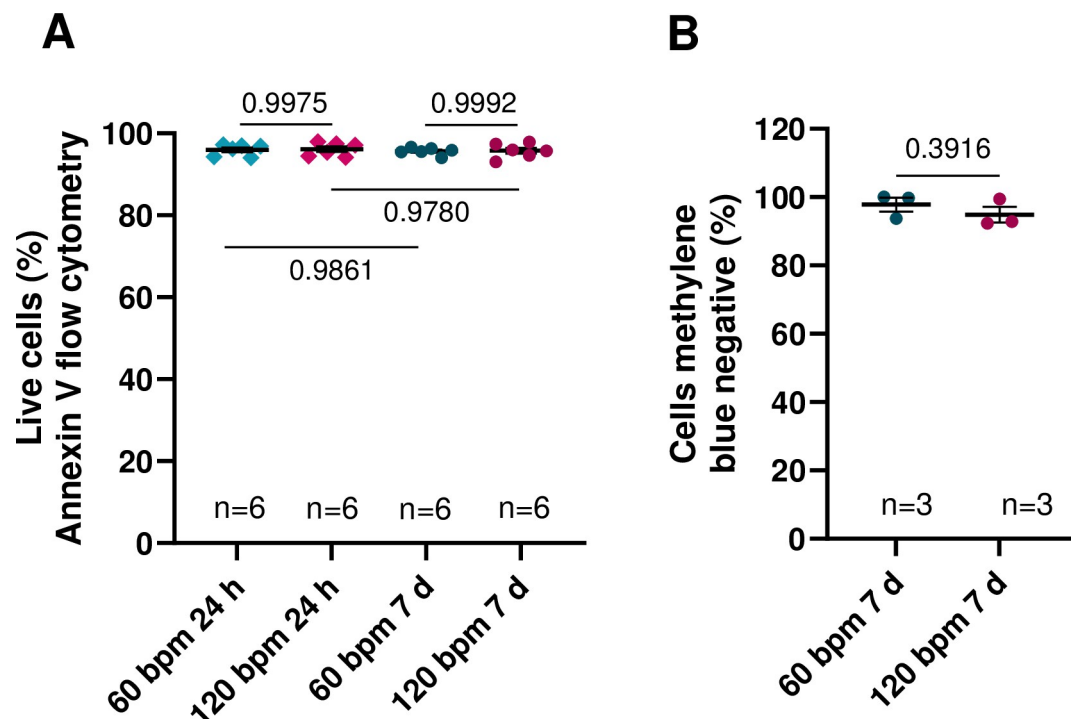 A
Live cells (%)
Annexin V flow cytometry
100
80
60
40
20
0
0.9975
0.9992
0.9780
0.9861
n=6
n=6
n=6
n=6
60 bpm 24 h
120 bpm 24 h
60 bpm 7 d
120 bpm 7 d
B
Cells methylene
blue negative (%)
120
100
80
60
40
20
0
0.3916
n=3
n=3
60 bpm 7 d
120 bpm 7 d